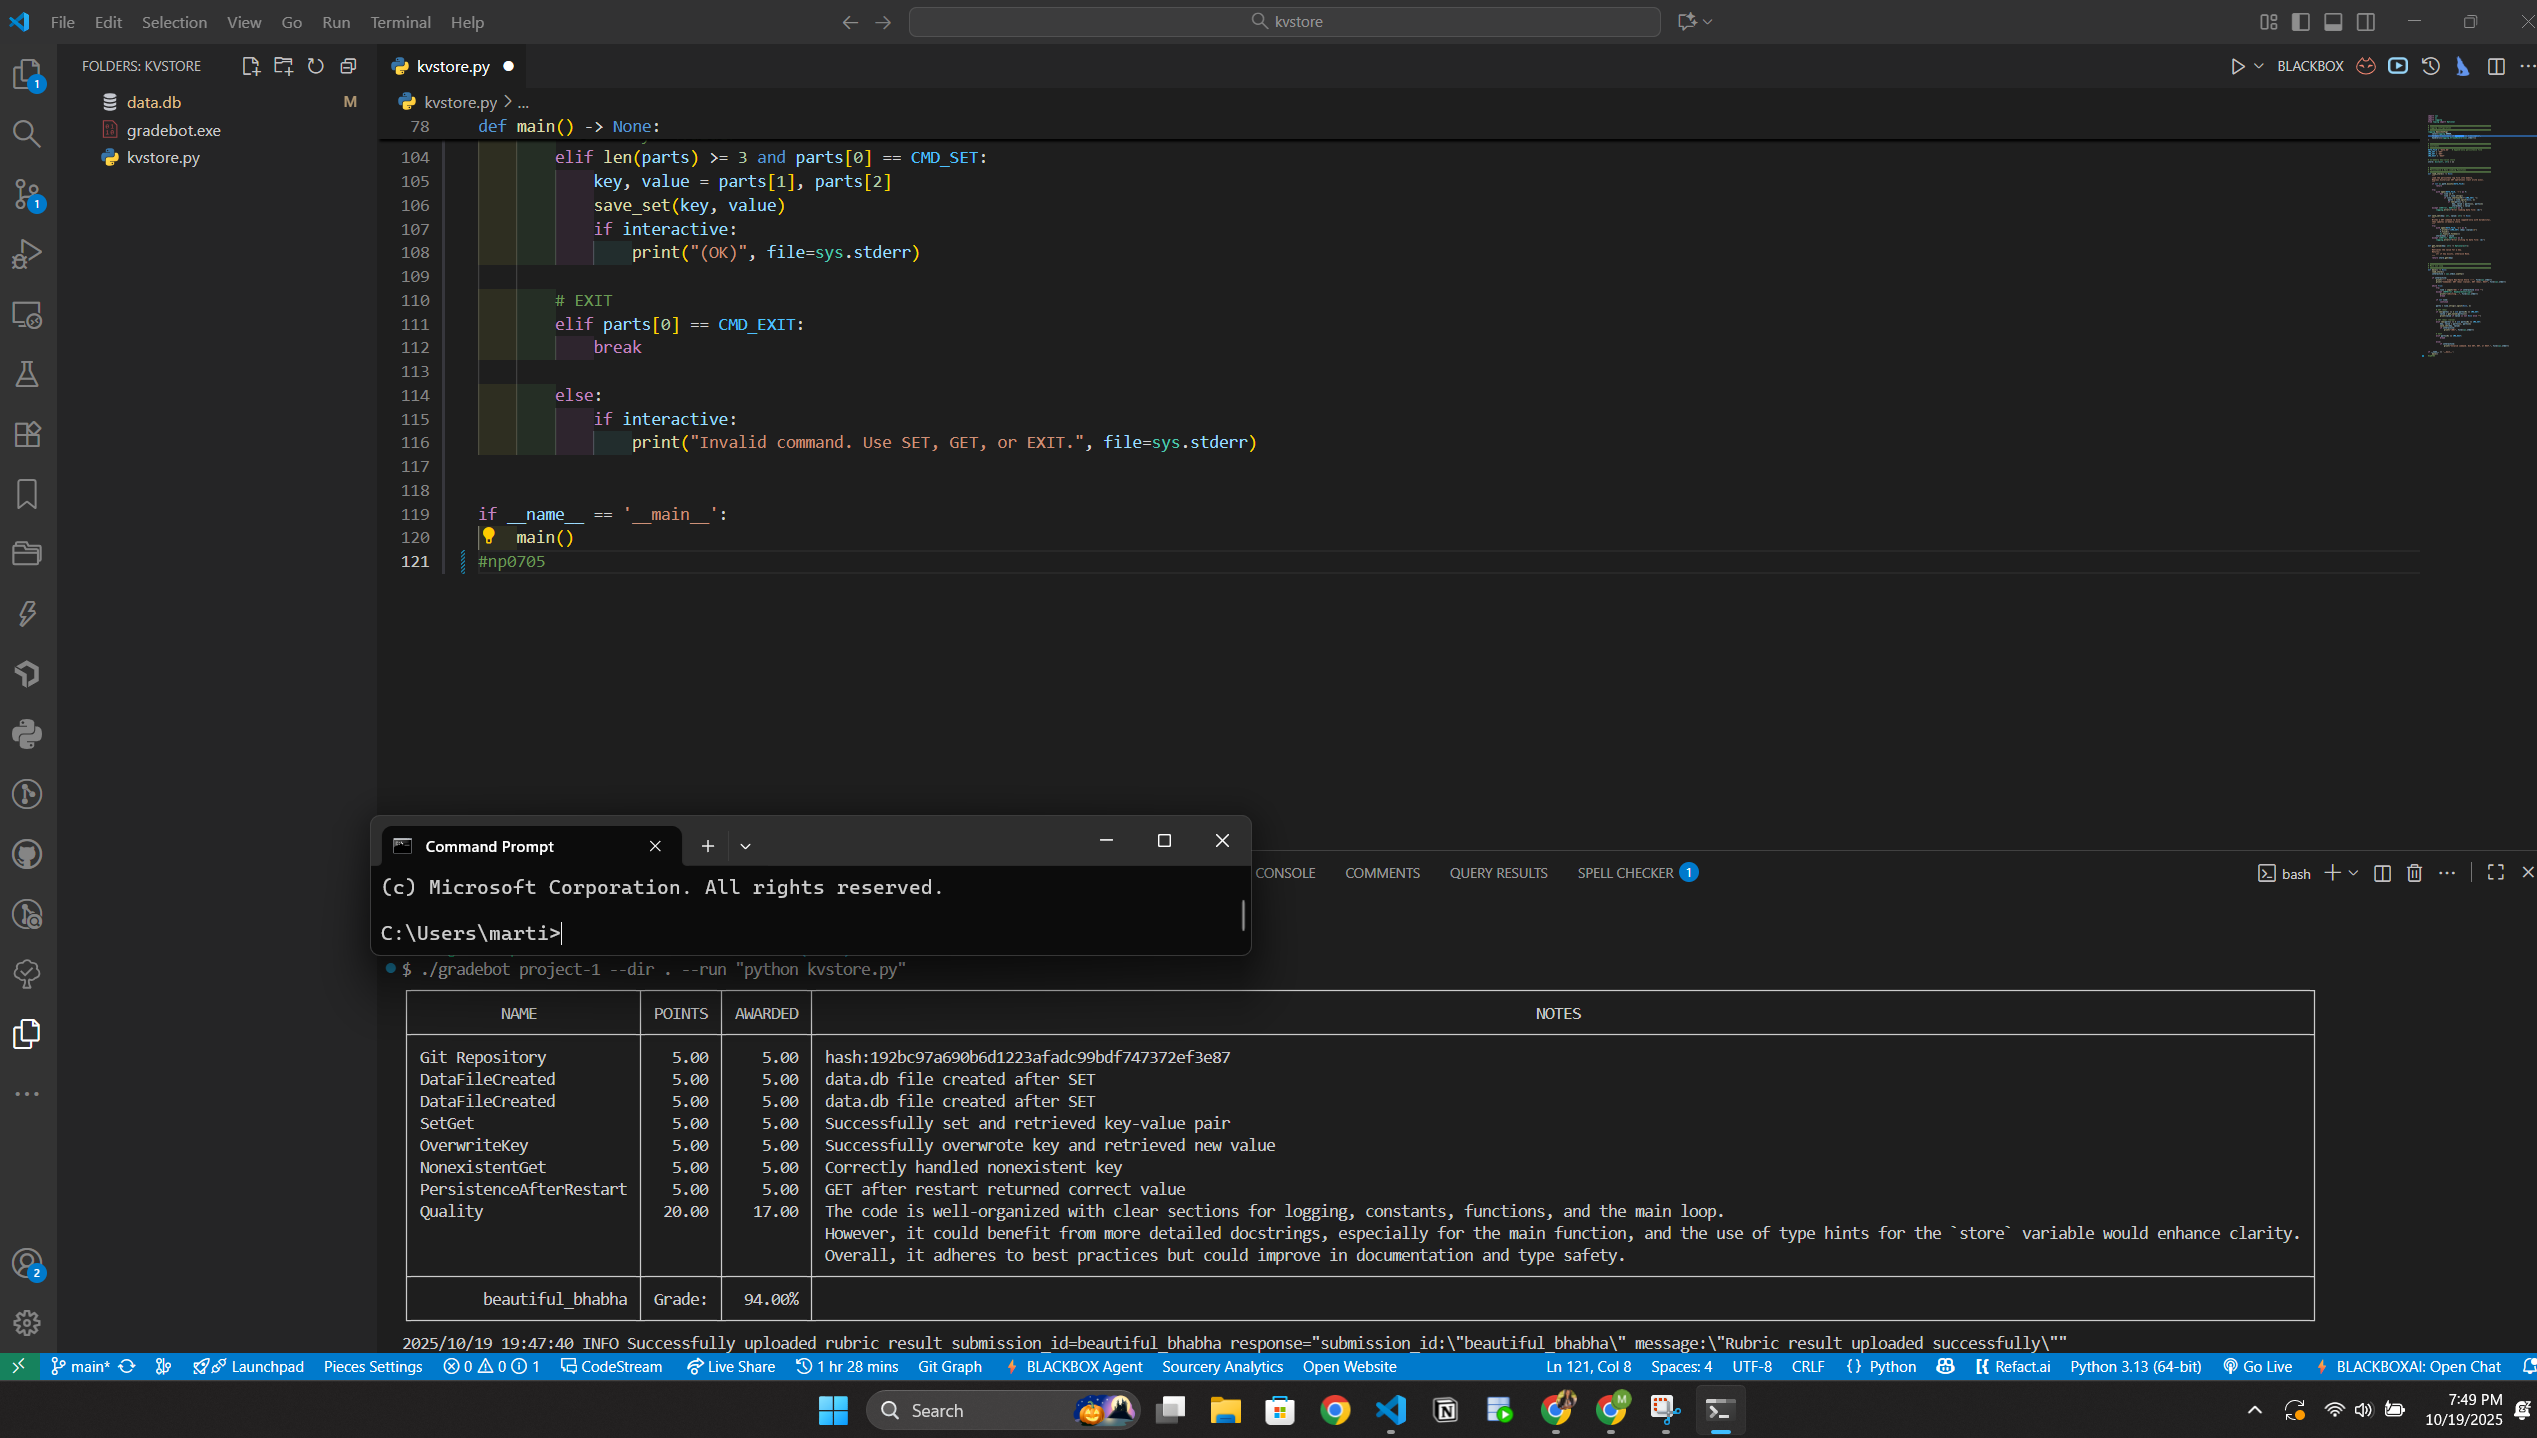 File Edit Selection View Go Run Terminal Help
kvstore
FOLDERS: KVSTORE
data.db M
gradebot.exe
kvstore.py
kvstore.py
BLACKBOX
kvstore.py > ...
78 def main() -> None:
104 elif len(parts) >= 3 and parts[0] == CMD_SET:
105 key, value = parts[1], parts[2]
106 save_set(key, value)
107 if interactive:
108 print("(OK)", file=sys.stderr)
109
110 # EXIT
111 elif parts[0] == CMD_EXIT:
112 break
113
114 else:
115 if interactive:
116 print("Invalid command. Use SET, GET, or EXIT.", file=sys.stderr)
117
118
119 if __name__ == '__main__':
120 main()
121 #np0705
Command Prompt
(c) Microsoft Corporation. All rights reserved.
C:\Users\marti>
CONSOLE COMMENTS QUERY RESULTS SPELL CHECKER 1
bash
$ ./gradebot project-1 --dir . --run "python kvstore.py"
NAME POINTS AWARDED NOTES
Git Repository 5.00 5.00 hash:192bc97a690b6d1223afadc99bdf747372ef3e87
DataFileCreated 5.00 5.00 data.db file created after SET
DataFileCreated 5.00 5.00 data.db file created after SET
SetGet 5.00 5.00 Successfully set and retrieved key-value pair
OverwriteKey 5.00 5.00 Successfully overwrote key and retrieved new value
NonexistentGet 5.00 5.00 Correctly handled nonexistent key
PersistenceAfterRestart 5.00 5.00 GET after restart returned correct value
Quality 20.00 17.00 The code is well-organized with clear sections for logging, constants, functions, and the main loop.
However, it could benefit from more detailed docstrings, especially for the main function, and the use of type hints for the `store` variable would enhance clarity.
Overall, it adheres to best practices but could improve in documentation and type safety.
beautiful_bhabha Grade: 94.00%
2025/10/19 19:47:40 INFO Successfully uploaded rubric result submission_id=beautiful_bhabha response="submission_id:\"beautiful_bhabha\" message:\"Rubric result uploaded successfully\""
main* Launchpad Pieces Settings 0 0 1 CodeStream Live Share 1 hr 28 mins Git Graph BLACKBOX Agent Sourcery Analytics Open Website Ln 121, Col 8 Spaces: 4 UTF-8 CRLF {} Python Refact.ai Python 3.13 (64-bit) Go Live BLACKBOXAI: Open Chat
Search
7:49 PM
10/19/2025